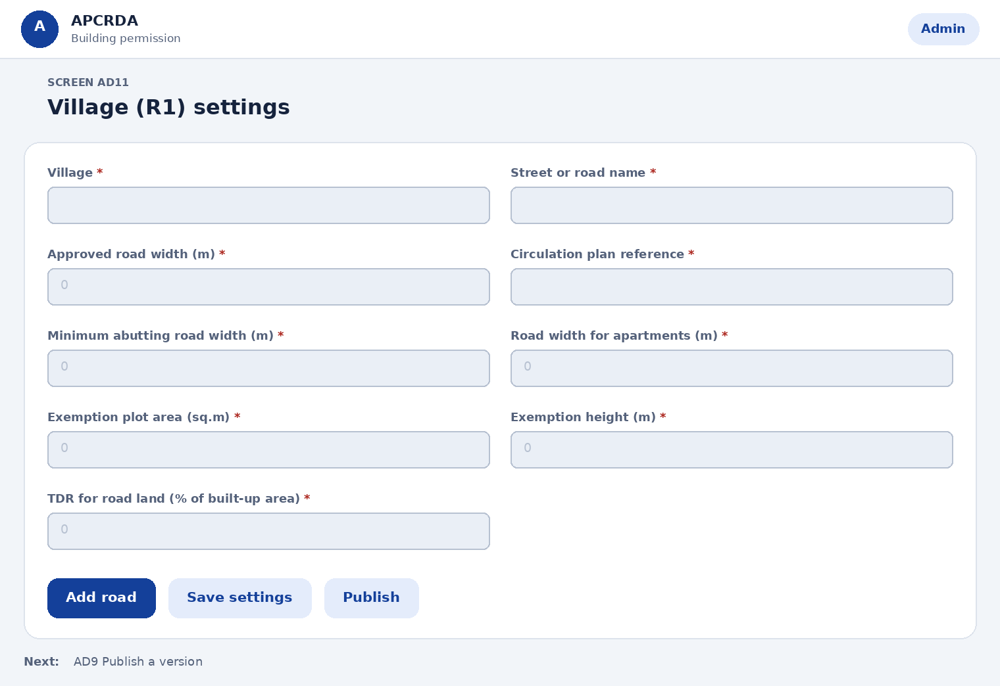 A
APCRDA
Building permission
Admin
SCREEN AD11
Village (R1) settings
Village *
Street or road name *
Approved road width (m) *
0
Circulation plan reference *
Minimum abutting road width (m) *
0
Road width for apartments (m) *
0
Exemption plot area (sq.m) *
0
Exemption height (m) *
0
TDR for road land (% of built-up area) *
0
Add road
Save settings
Publish
Next: AD9 Publish a version